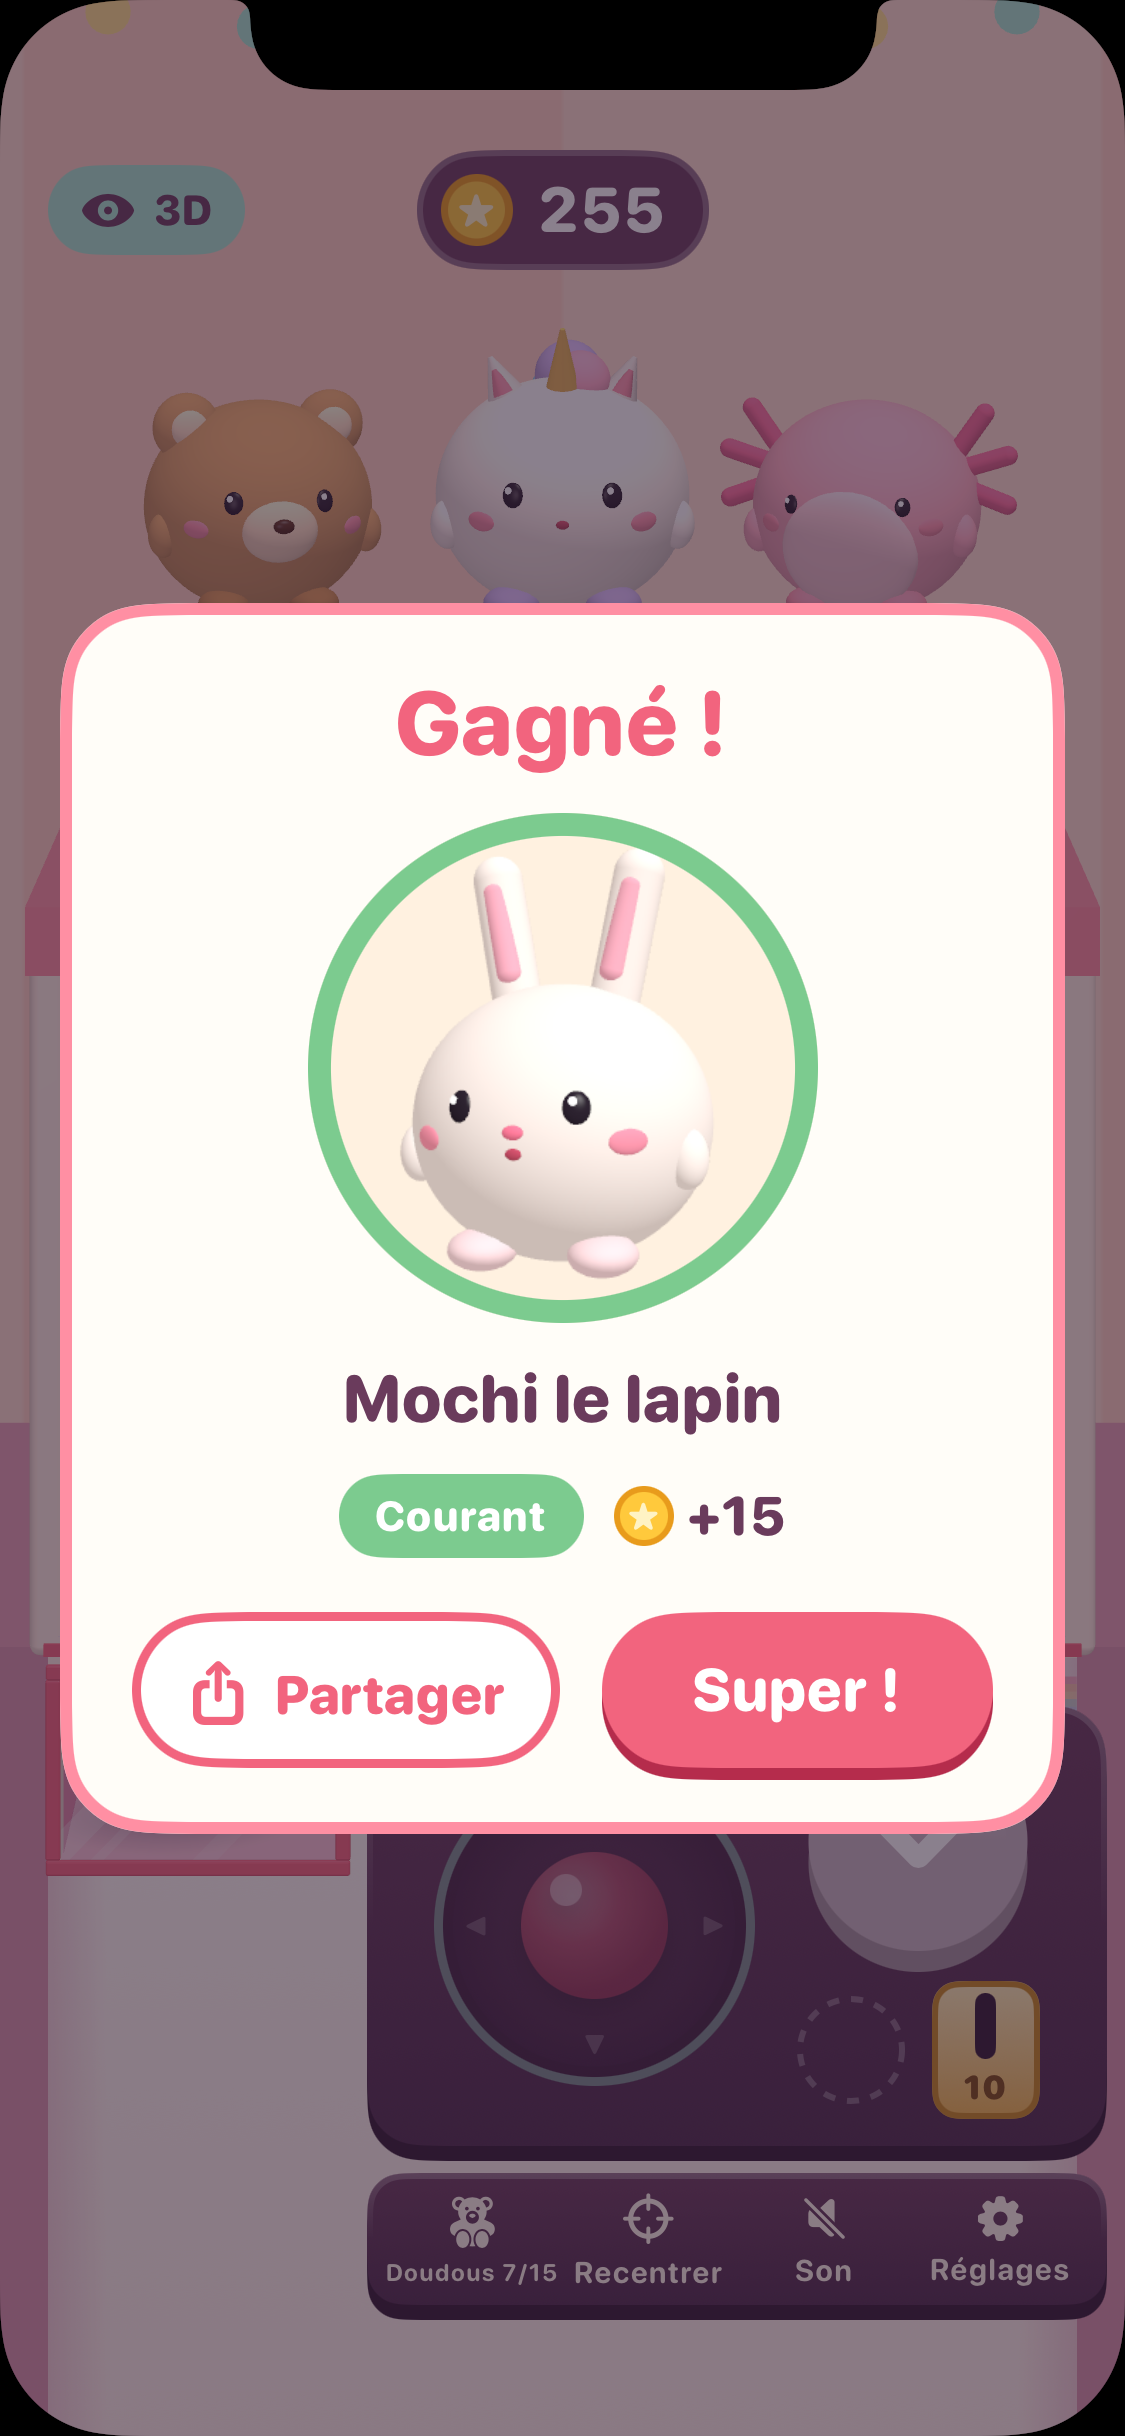 3D
255
Gagné !
Mochi le lapin
Courant
+15
Partager
Super !
10
Doudous 7/15
Recentrer
Son
Réglages